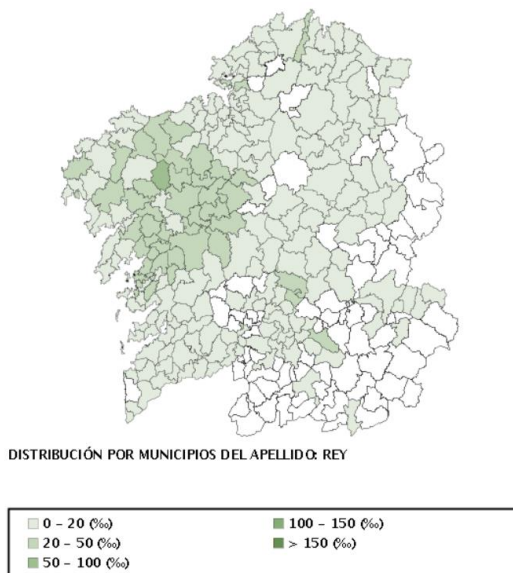 DISTRIBUCIÓN POR MUNICIPIOS DEL APELLIDO: REY
0 - 20 (‰)
20 - 50 (‰)
50 - 100 (‰)
100 - 150 (‰)
> 150 (‰)